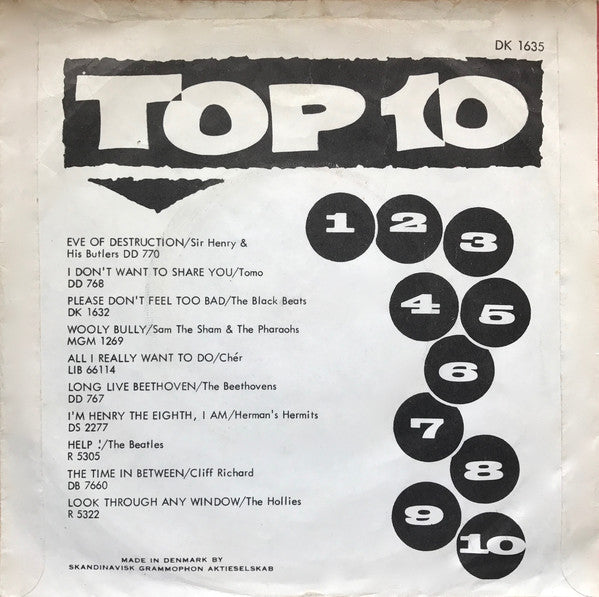 DK 1635
TOP 10
1 2 3
4 5
6
7
8
9 10
EVE OF DESTRUCTION/Sir Henry &
His Butlers DD 770
I DON'T WANT TO SHARE YOU/Tomo
DD 768
PLEASE DON'T FEEL TOO BAD/The Black Beats
DK 1632
WOOLY BULLY/Sam The Sham & The Pharaohs
MGM 1269
ALL I REALLY WANT TO DO/Chér
LIB 66114
LONG LIVE BEETHOVEN/The Beethovens
DD 767
I'M HENRY THE EIGHTH, I AM/Herman's Hermits
DS 2277
HELP !/The Beatles
R 5305
THE TIME IN BETWEEN/Cliff Richard
DB 7660
LOOK THROUGH ANY WINDOW/The Hollies
R 5322
MADE IN DENMARK BY
SKANDINAVISK GRAMMOPHON AKTIESELSKAB